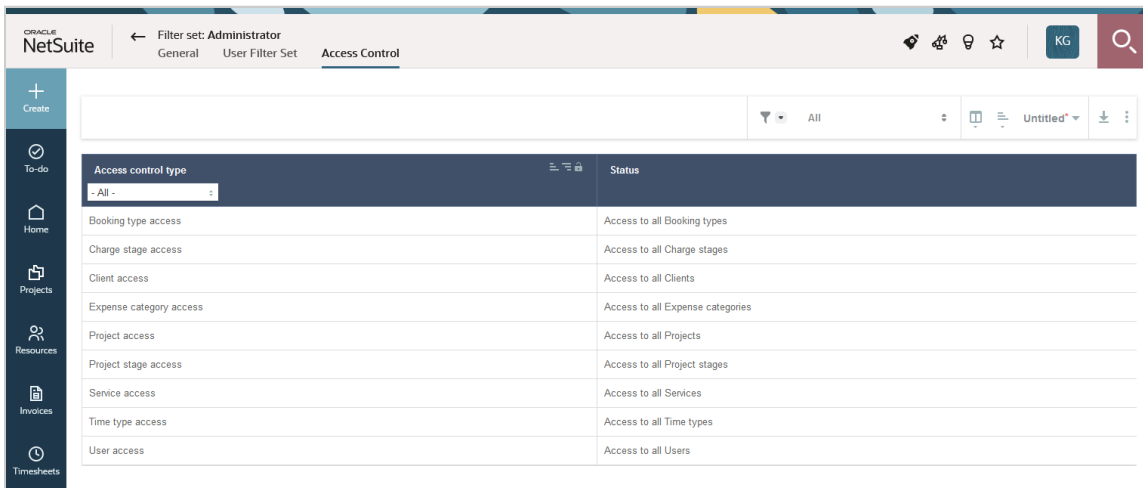 ORACLE
NetSuite
Filter set: Administrator
General User Filter Set Access Control
KG
Create
To-do
Home
Projects
Resources
Invoices
Timesheets
All
Untitled*
Access control type Status
- All -
Booking type access Access to all Booking types
Charge stage access Access to all Charge stages
Client access Access to all Clients
Expense category access Access to all Expense categories
Project access Access to all Projects
Project stage access Access to all Project stages
Service access Access to all Services
Time type access Access to all Time types
User access Access to all Users